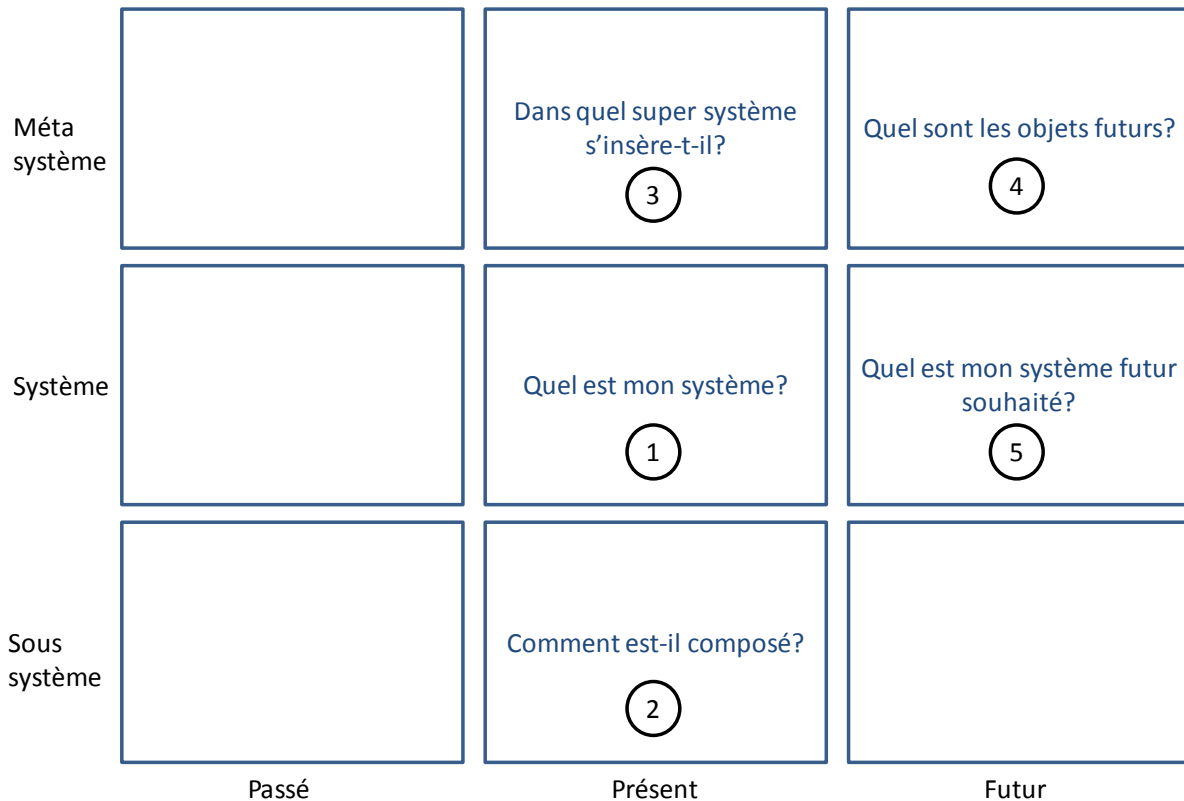 Méta
système
Dans quel super système
s'insère-t-il?
3
Quel sont les objets futurs?
4
Système
Quel est mon système?
1
Quel est mon système futur
souhaité?
5
Sous
système
Comment est-il composé?
2
Passé
Présent
Futur